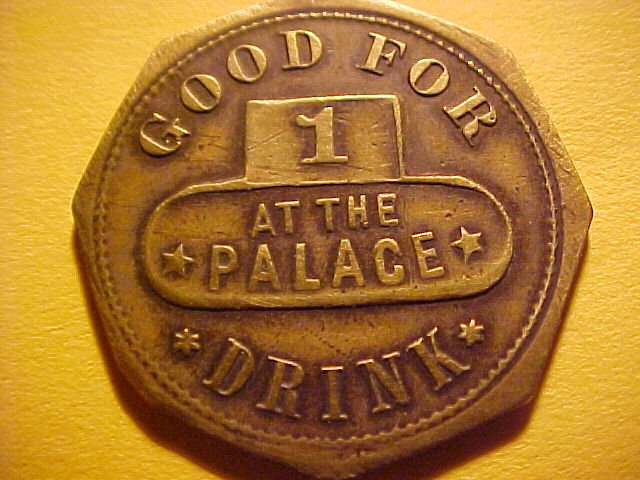 GOOD FOR
1
AT THE
PALACE
DRINK